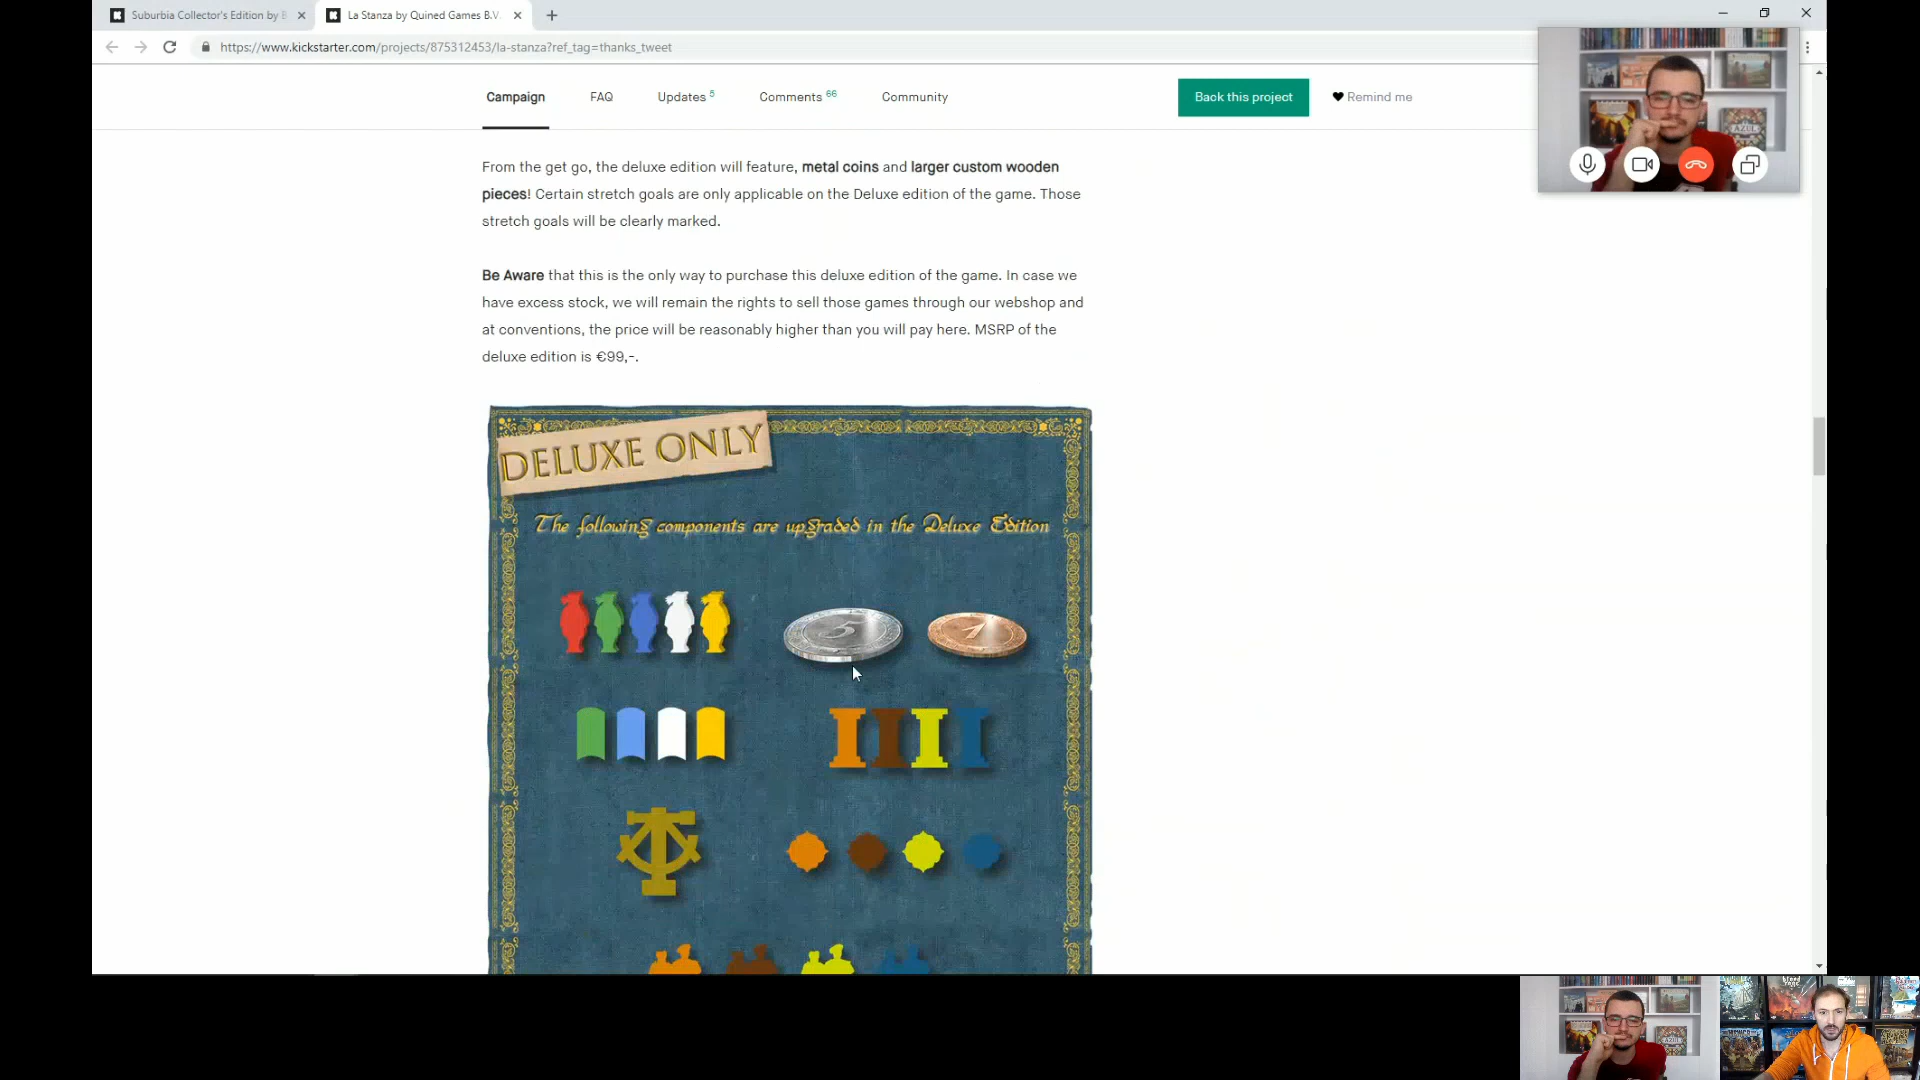 Suburbia Collector's Edition by B
La Stanza by Quined Games B.V.
https://www.kickstarter.com/projects/875312453/la-stanza?ref_tag=thanks_tweet
Campaign
FAQ
Updates 5
Comments 66
Community
Back this project
Remind me
From the get go, the deluxe edition will feature, metal coins and larger custom wooden
pieces! Certain stretch goals are only applicable on the Deluxe edition of the game. Those
stretch goals will be clearly marked.
Be Aware that this is the only way to purchase this deluxe edition of the game. In case we
have excess stock, we will remain the rights to sell those games through our webshop and
at conventions, the price will be reasonably higher than you will pay here. MSRP of the
deluxe edition is €99,-.
DELUXE ONLY
The following components are upgraded in the Deluxe Edition
5
1
AZUL